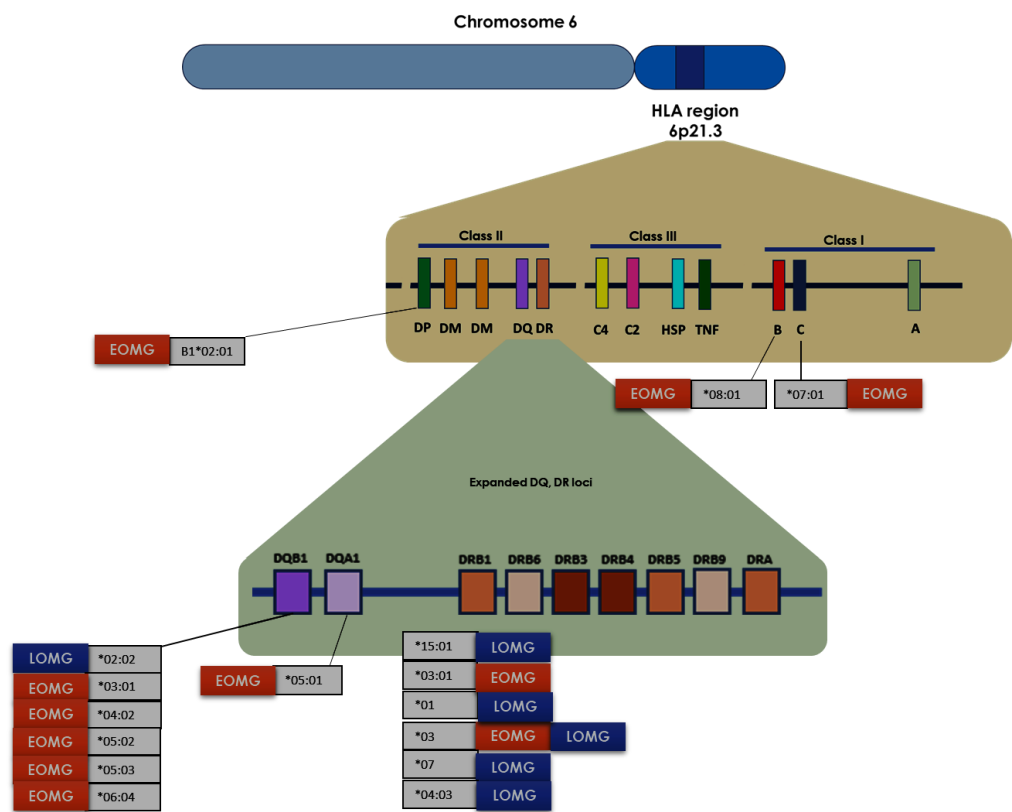 Chromosome 6
HLA region
6p21.3
Class II
Class III
Class I
DP DM DM DQ DR C4 C2 HSP TNF B C A
EOMG B1*02:01
EOMG *08:01
*07:01 EOMG
Expanded DQ, DR loci
DQB1 DQA1 DRB1 DRB6 DRB3 DRB4 DRB5 DRB9 DRA
LOMG *02:02
EOMG *03:01
EOMG *04:02
EOMG *05:02
EOMG *05:03
EOMG *06:04
EOMG *05:01
*15:01 LOMG
*03:01 EOMG
*01 LOMG
*03 EOMG LOMG
*07 LOMG
*04:03 LOMG